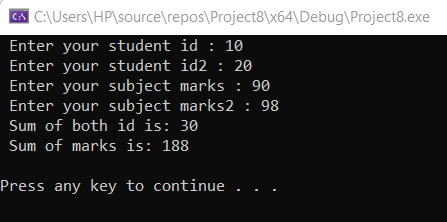 C:\Users\HP\source\repos\Project8\x64\Debug\Project8.exe
Enter your student id : 10
Enter your student id2 : 20
Enter your subject marks : 90
Enter your subject marks2 : 98
Sum of both id is: 30
Sum of marks is: 188
Press any key to continue . . .